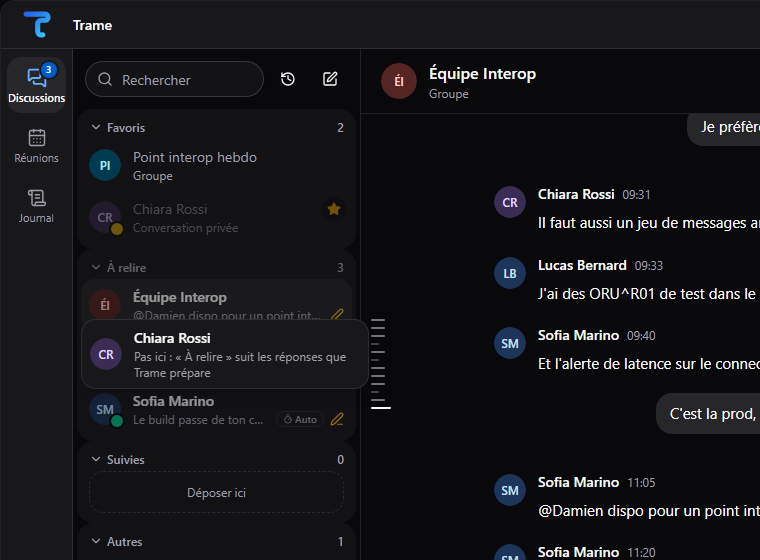 Trame
3
Discussions
Réunions
Journal
Rechercher
Favoris 2
PI
Point interop hebdo
Groupe
CR
Chiara Rossi
Conversation privée
À relire 3
ÉI
Équipe Interop
@Damien dispo pour un point int...
CR
Chiara Rossi
Pas ici : « À relire » suit les réponses que
Trame prépare
SM
Sofia Marino
Le build passe de ton c... Auto
Suivies 0
Déposer ici
Autres 1
ÉI
Équipe Interop
Groupe
Je préfère
CR
Chiara Rossi 09:31
Il faut aussi un jeu de messages
LB
Lucas Bernard 09:33
J'ai des ORU^R01 de test dans le
SM
Sofia Marino 09:40
Et l'alerte de latence sur le connec
C'est la prod,
SM
Sofia Marino 11:05
@Damien dispo pour un point int
SM
Sofia Marino 11:20